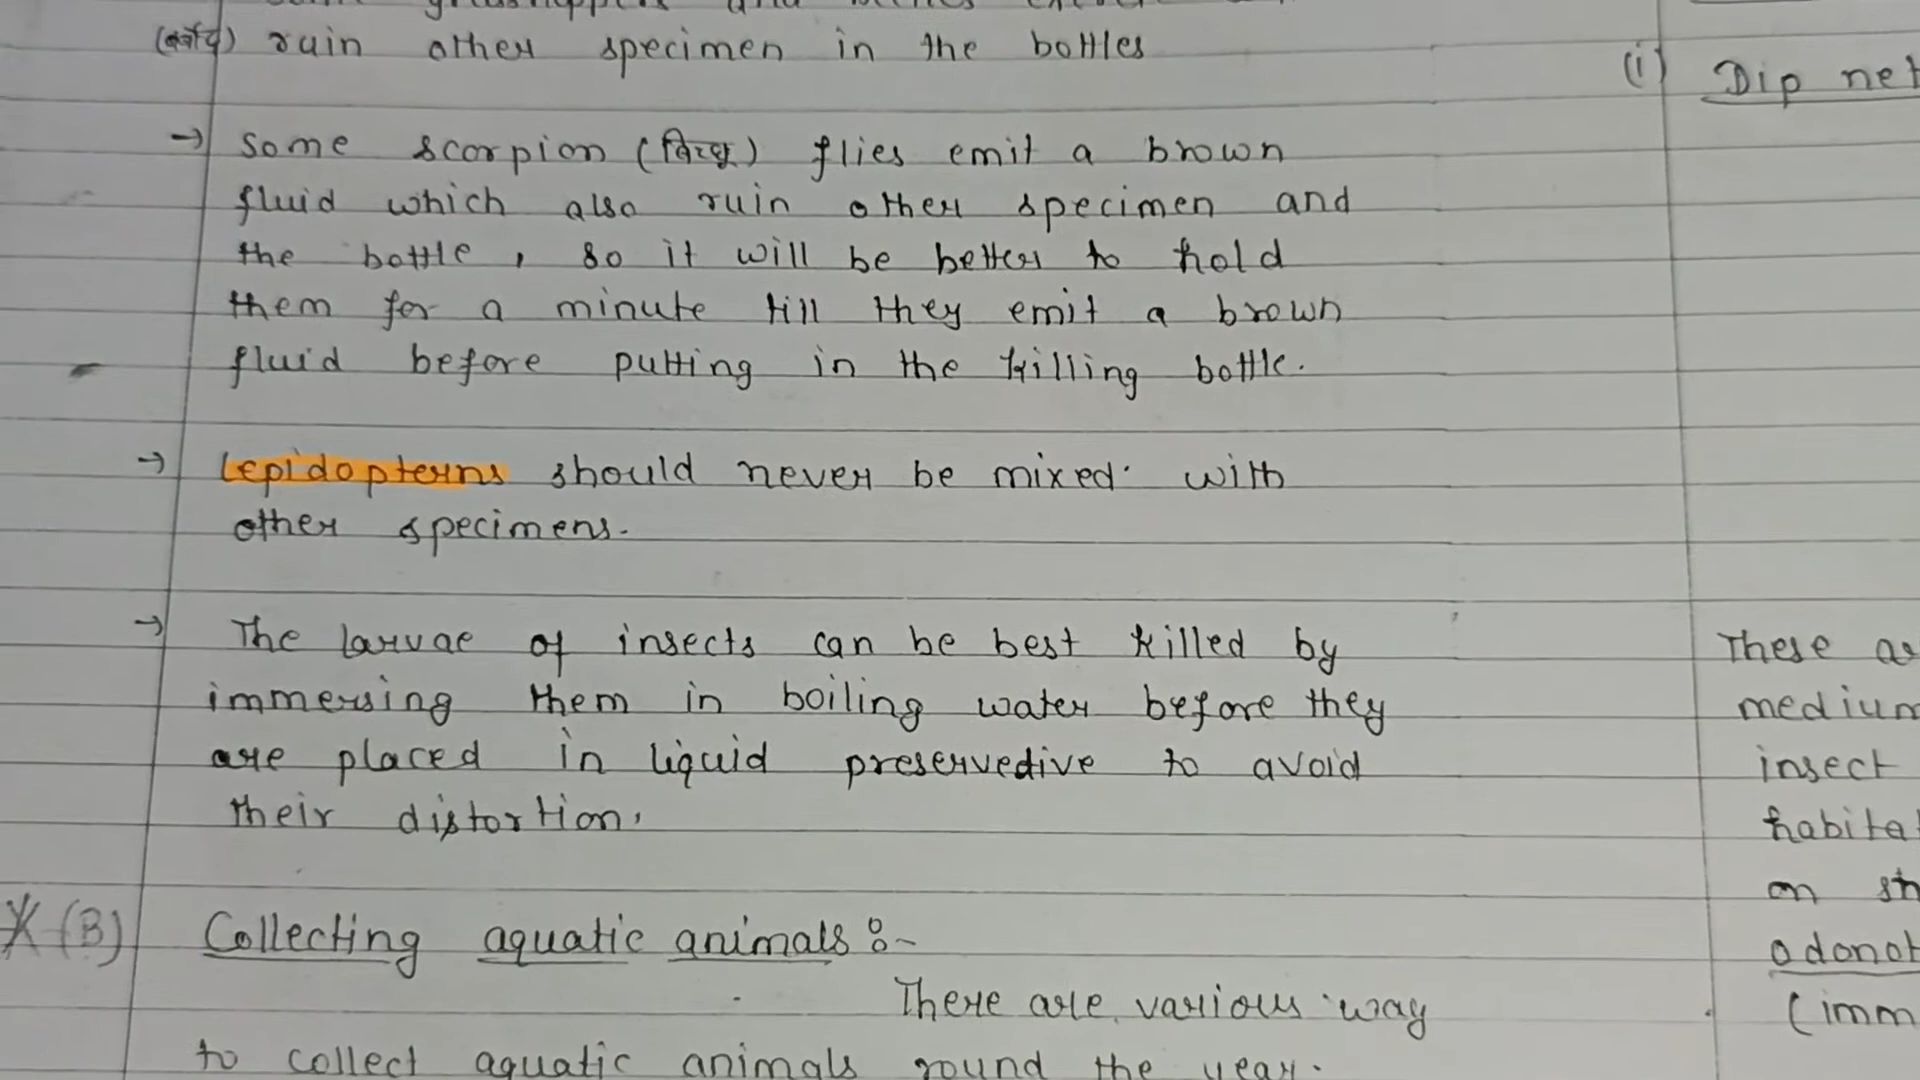 ruin other specimen in the bottles
→ Some scorpion (बिच्छू) flies emit a brown
fluid which also ruin other specimen and
the bottle, so it will be better to hold
them for a minute till they emit a brown
fluid before putting in the killing bottle.
→ Lepidopterns should never be mixed with
other specimens.
→ The larvae of insects can be best killed by
immersing them in boiling water before they
are placed in liquid preservedive to avoid
their distortion.
(B) Collecting aquatic animals :-
There are various way
to collect aquatic animals round the year.
(i) Dip net
These
medium
insect
on